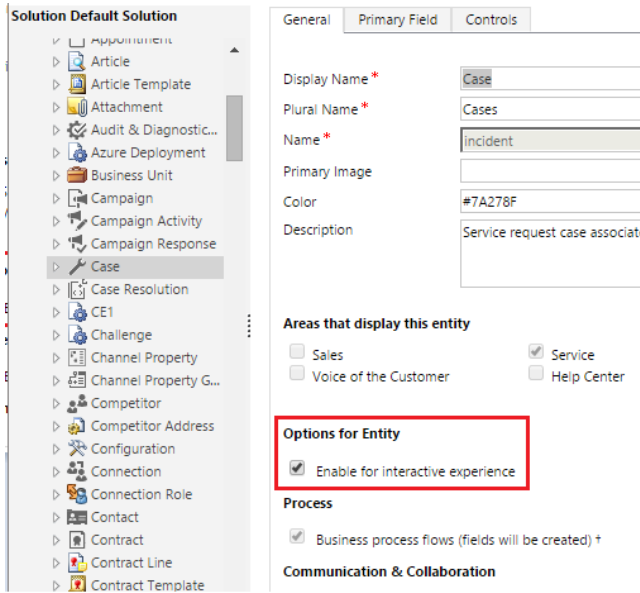 Solution Default Solution
Appointment
Article
Article Template
Attachment
Audit & Diagnostic...
Azure Deployment
Business Unit
Campaign
Campaign Activity
Campaign Response
Case
Case Resolution
CE1
Challenge
Channel Property
Channel Property G...
Competitor
Competitor Address
Configuration
Connection
Connection Role
Contact
Contract
Contract Line
Contract Template
General Primary Field Controls
Display Name * Case
Plural Name * Cases
Name * incident
Primary Image
Color #7A278F
Description Service request case associat
Areas that display this entity
Sales Service
Voice of the Customer Help Center
Options for Entity
Enable for interactive experience
Process
Business process flows (fields will be created) †
Communication & Collaboration